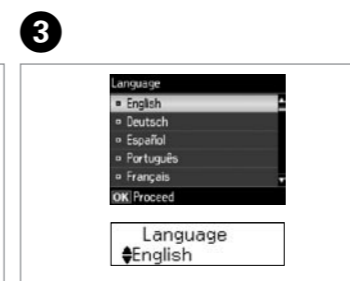 3
Language
English
Deutsch
Español
Português
Français
OK Proceed
Language
English